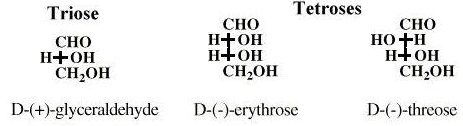 Triose
Tetroses
CHO
H OH
CH₂OH
D-(+)-glyceraldehyde
CHO
H OH
H OH
CH₂OH
D-(-)-erythrose
CHO
HO H
H OH
CH₂OH
D-(-)-threose